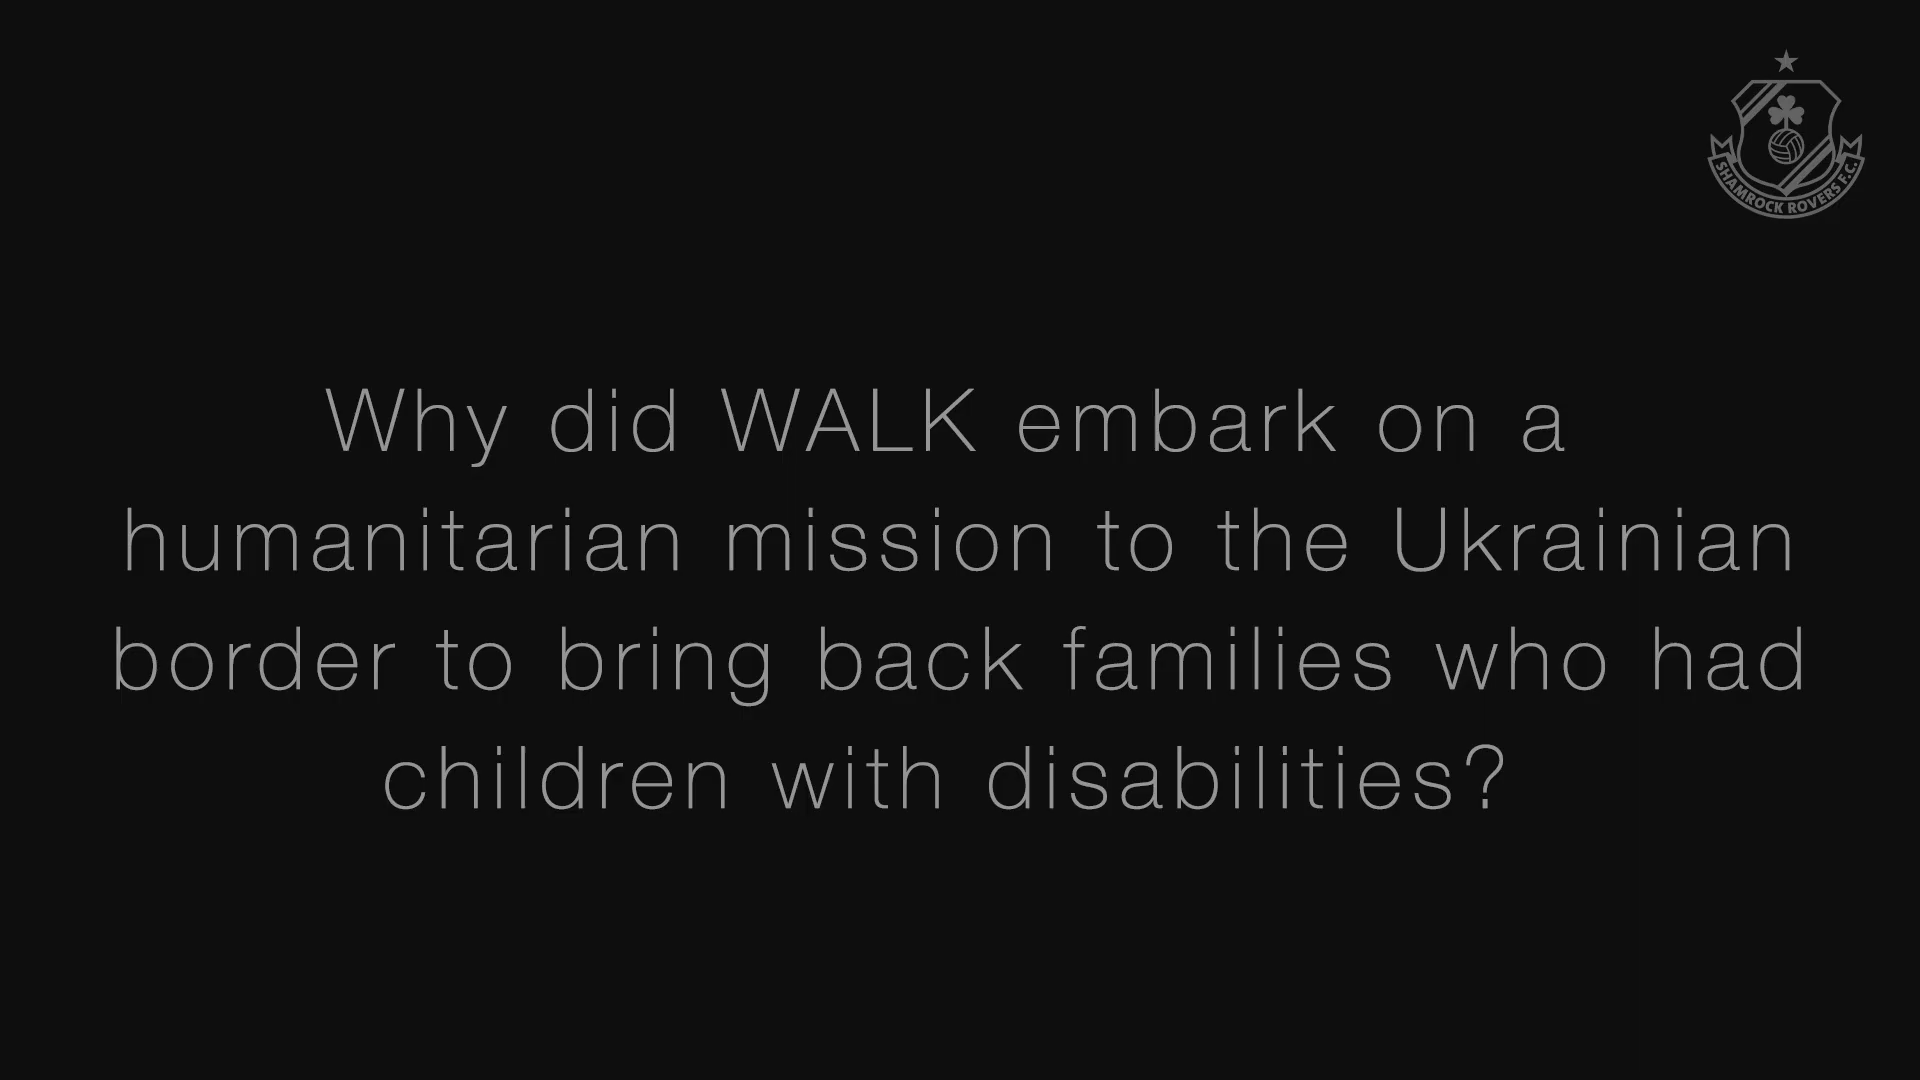 SHAMROCK ROVERS F.C.
Why did WALK embark on a
humanitarian mission to the Ukrainian
border to bring back families who had
children with disabilities?